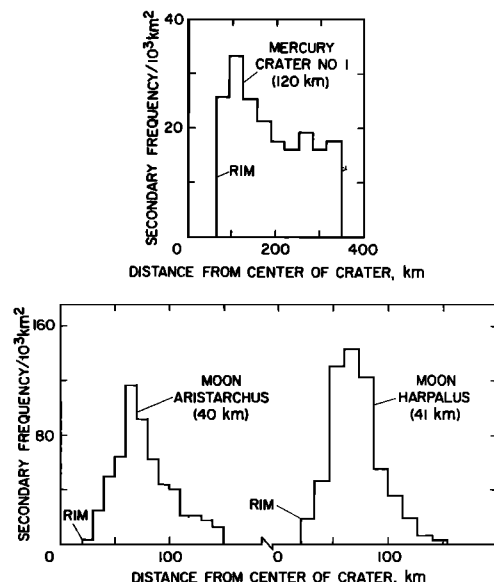 SECONDARY FREQUENCY/10³km²
40
20
0
MERCURY
CRATER NO 1
(120 km)
RIM
0 200 400
DISTANCE FROM CENTER OF CRATER, km
SECONDARY FREQUENCY/10³km²
160
80
0
MOON
ARISTARCHUS
(40 km)
RIM
MOON
HARPALUS
(41 km)
RIM
0 100 0 100
DISTANCE FROM CENTER OF CRATER, km